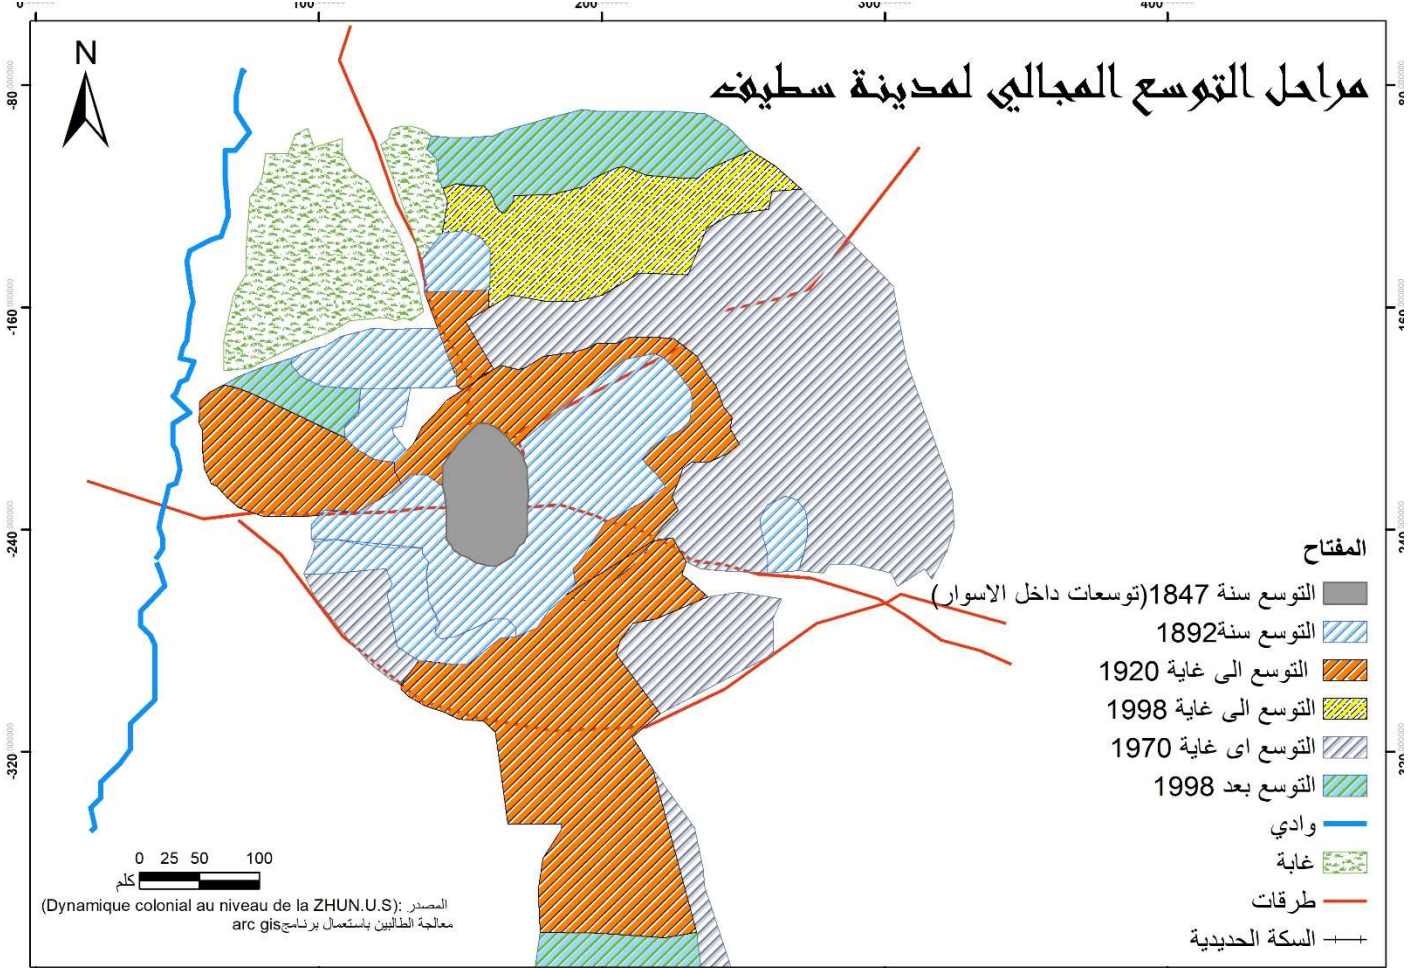 0 100 200 300 400
N
مراحل التوسع المجالي لمدينة سطيف
-80
-160
-240
-320
المفتاح
التوسع سنة 1847(توسعات داخل الاسوار)
التوسع سنة1892
التوسع الى غاية 1920
التوسع الى غاية 1998
التوسع اى غاية 1970
التوسع بعد 1998
وادي
غابة
طرقات
السكة الحديدية
0 25 50 100
كلم
المصدر :(Dynamique colonial au niveau de la ZHUN.U.S)
معالجة الطالبين باستعمال برنامجarc gis